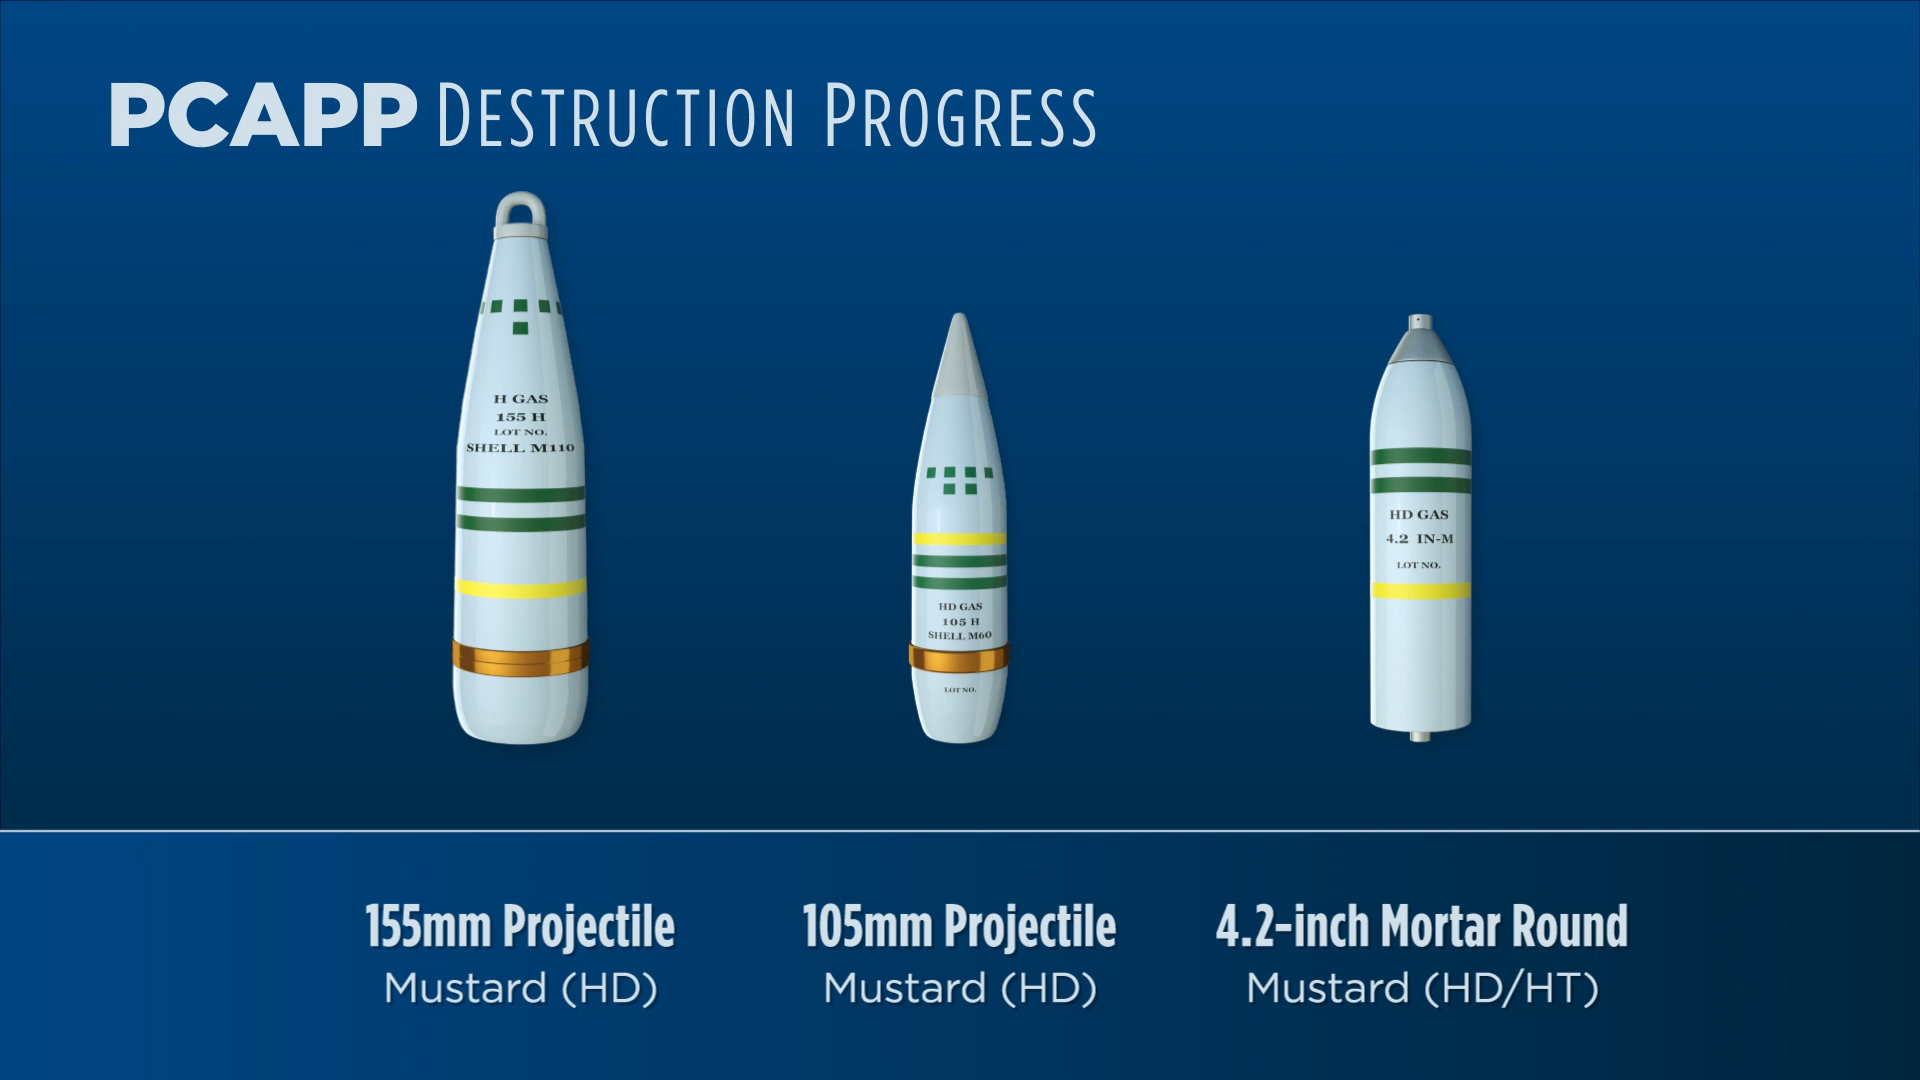 PCAPP DESTRUCTION PROGRESS
H GAS
155 H
LOT NO.
SHELL M110
HD GAS
105 H
SHELL M60
LOT NO.
HD GAS
4.2 IN-M
LOT NO.
155mm Projectile
Mustard (HD)
105mm Projectile
Mustard (HD)
4.2-inch Mortar Round
Mustard (HD/HT)